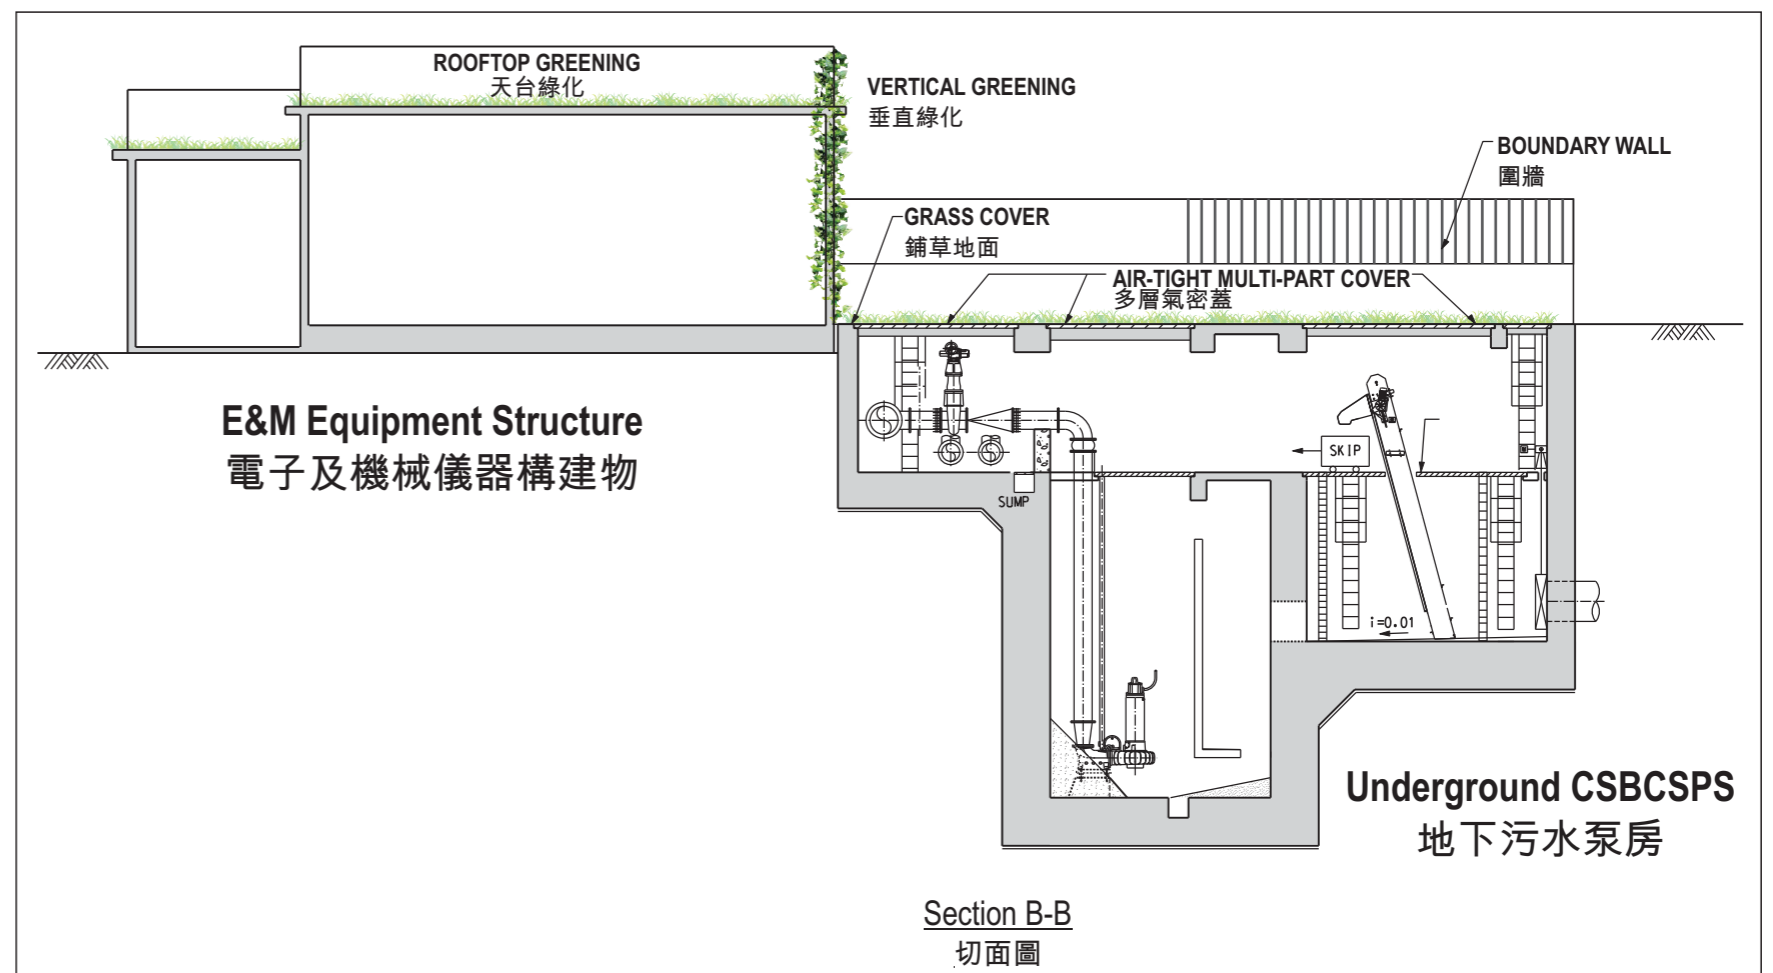 ROOFTOP GREENING
天台綠化
VERTICAL GREENING
垂直綠化
BOUNDARY WALL
圍牆
GRASS COVER
鋪草地面
AIR-TIGHT MULTI-PART COVER
多層氣密蓋
E&M Equipment Structure
電子及機械儀器構建物
SKIP
SUMP
i=0.01
Underground CSBCSPS
地下污水泵房
Section B-B
切面圖